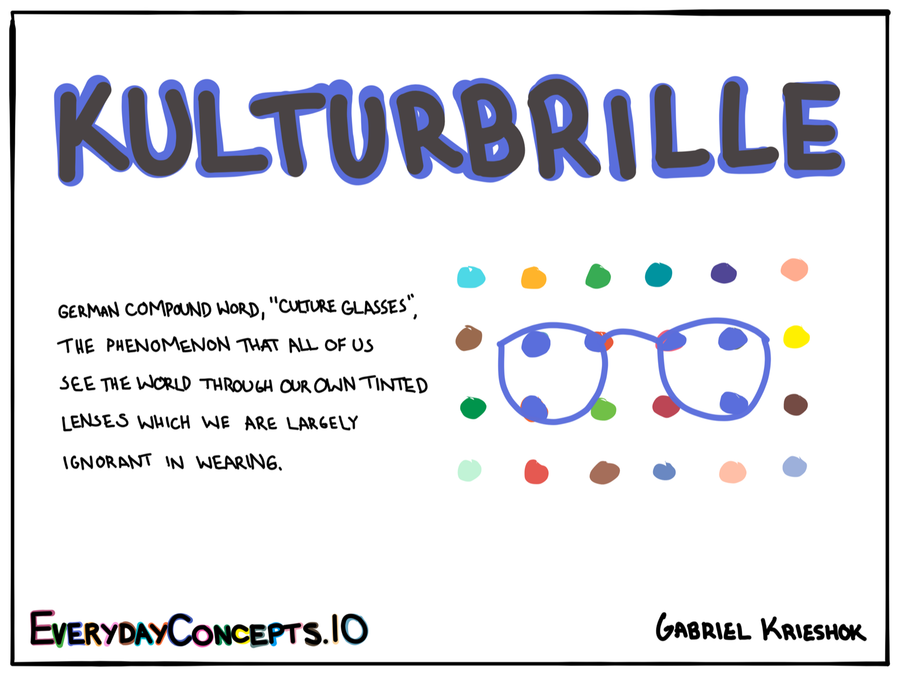 KULTURBRILLE
GERMAN COMPOUND WORD, "CULTURE GLASSES",
THE PHENOMENON THAT ALL OF US
SEE THE WORLD THROUGH OUR OWN TINTED
LENSES WHICH WE ARE LARGELY
IGNORANT IN WEARING.
EVERYDAYCONCEPTS.IO
GABRIEL KRIESHOK